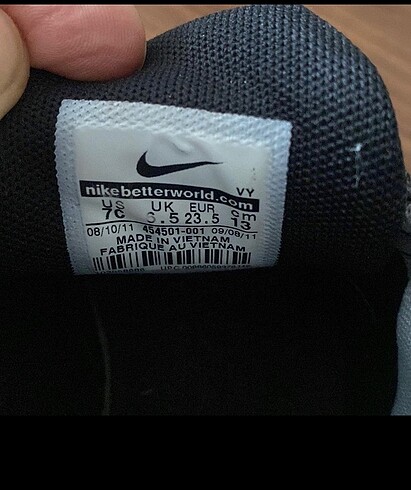 VY
nikebetterworld.com
US UK EUR cm
7C 6.5 23.5 13
08/10/11 454501-001 09/08/11
MADE IN VIETNAM
FABRIQUE AU VIETNAM